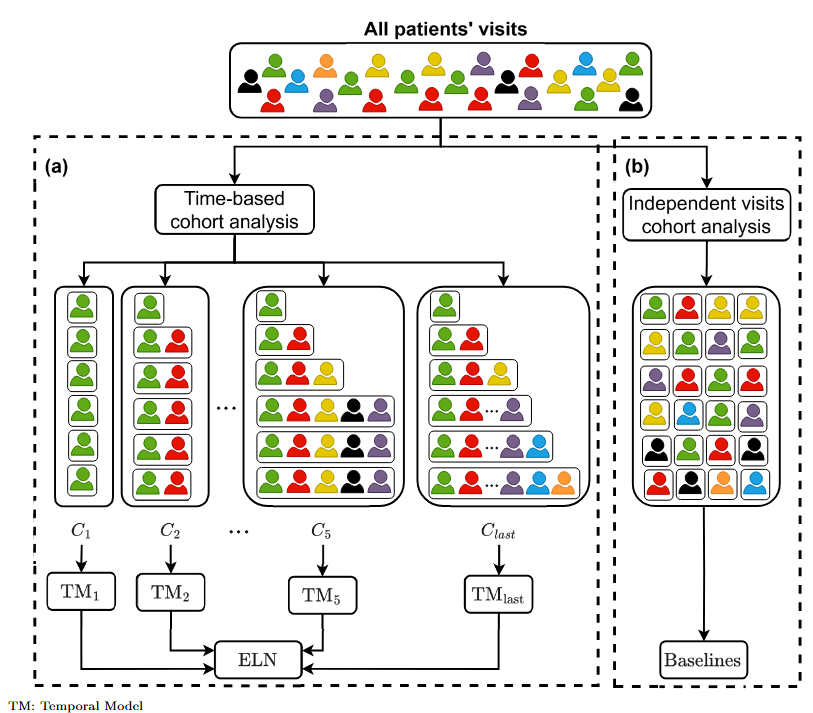 All patients' visits
(a)
(b)
Time-based
cohort analysis
Independent visits
cohort analysis
...
...
...
...
C1
C2
...
C5
Clast
TM1
TM2
TM5
TMlast
ELN
Baselines
TM: Temporal Model